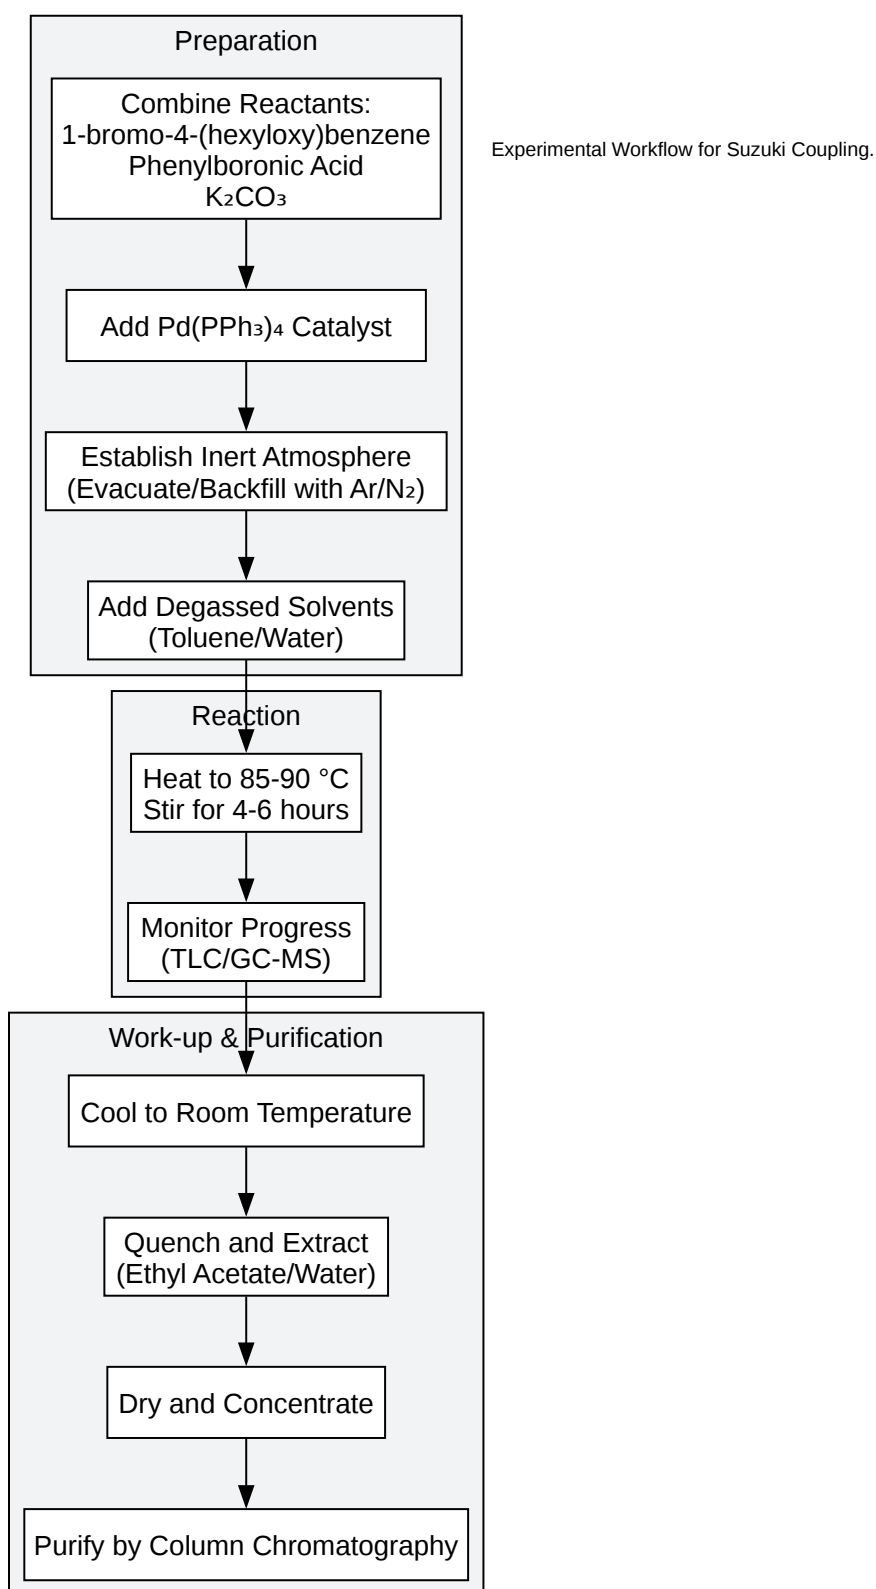 Preparation
Combine Reactants:
1-bromo-4-(hexyloxy)benzene
Phenylboronic Acid
K₂CO₃
Experimental Workflow for Suzuki Coupling.
Add Pd(PPh₃)₄ Catalyst
Establish Inert Atmosphere
(Evacuate/Backfill with Ar/N₂)
Add Degassed Solvents
(Toluene/Water)
Reaction
Heat to 85-90 °C
Stir for 4-6 hours
Monitor Progress
(TLC/GC-MS)
Work-up & Purification
Cool to Room Temperature
Quench and Extract
(Ethyl Acetate/Water)
Dry and Concentrate
Purify by Column Chromatography